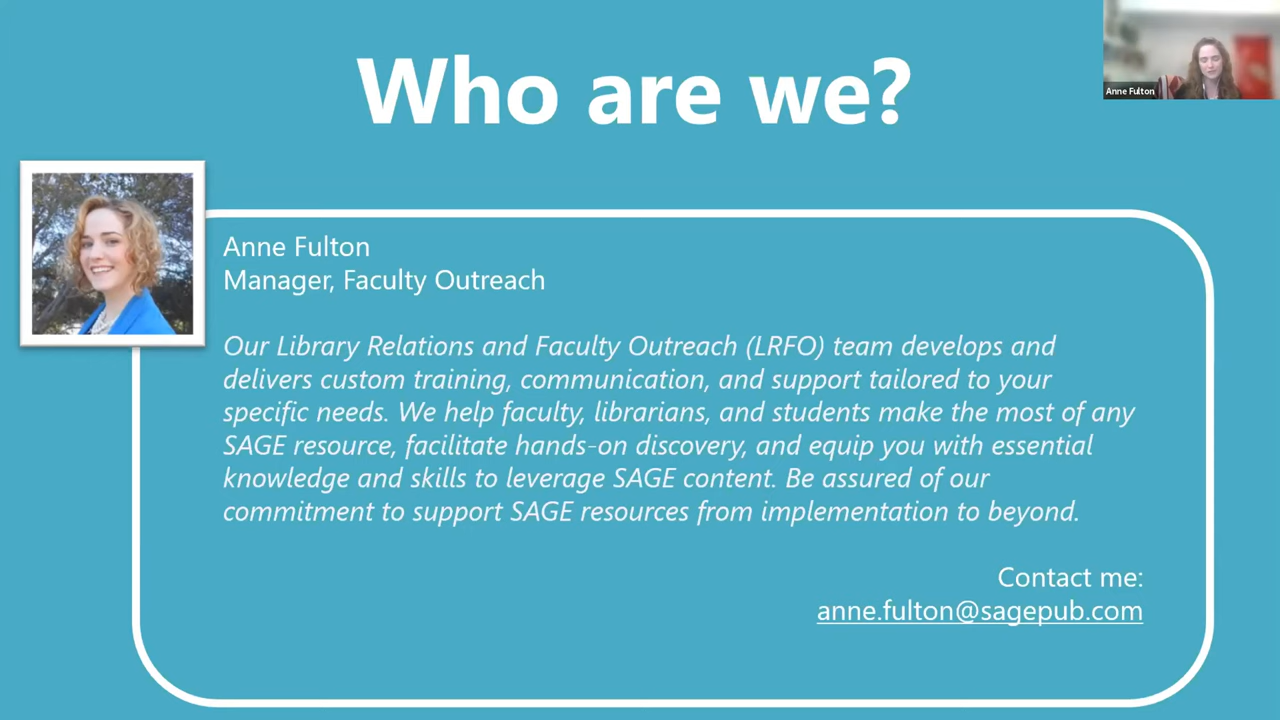 Who are we?
Anne Fulton
Anne Fulton
Manager, Faculty Outreach
Our Library Relations and Faculty Outreach (LRFO) team develops and
delivers custom training, communication, and support tailored to your
specific needs. We help faculty, librarians, and students make the most of any
SAGE resource, facilitate hands-on discovery, and equip you with essential
knowledge and skills to leverage SAGE content. Be assured of our
commitment to support SAGE resources from implementation to beyond.
Contact me:
anne.fulton@sagepub.com